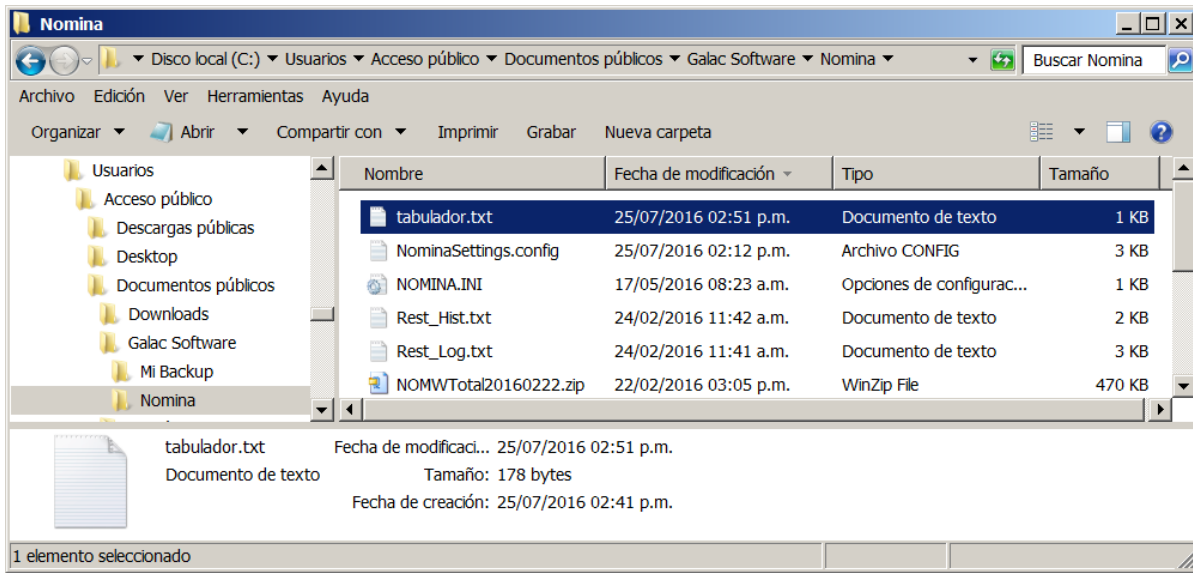 Nomina
Disco local (C:) Usuarios Acceso público Documentos públicos Galac Software Nomina Buscar Nomina
Archivo Edición Ver Herramientas Ayuda
Organizar Abrir Compartir con Imprimir Grabar Nueva carpeta
Usuarios
Acceso público
Descargas públicas
Desktop
Documentos públicos
Downloads
Galac Software
Mi Backup
Nomina
Nombre Fecha de modificación Tipo Tamaño
tabulador.txt 25/07/2016 02:51 p.m. Documento de texto 1 KB
NominaSettings.config 25/07/2016 02:12 p.m. Archivo CONFIG 3 KB
NOMINA.INI 17/05/2016 08:23 a.m. Opciones de configurac... 1 KB
Rest_Hist.txt 24/02/2016 11:42 a.m. Documento de texto 2 KB
Rest_Log.txt 24/02/2016 11:41 a.m. Documento de texto 3 KB
NOMWTotal20160222.zip 22/02/2016 03:05 p.m. WinZip File 470 KB
tabulador.txt Fecha de modificaci... 25/07/2016 02:51 p.m.
Documento de texto Tamaño: 178 bytes
Fecha de creación: 25/07/2016 02:41 p.m.
1 elemento seleccionado